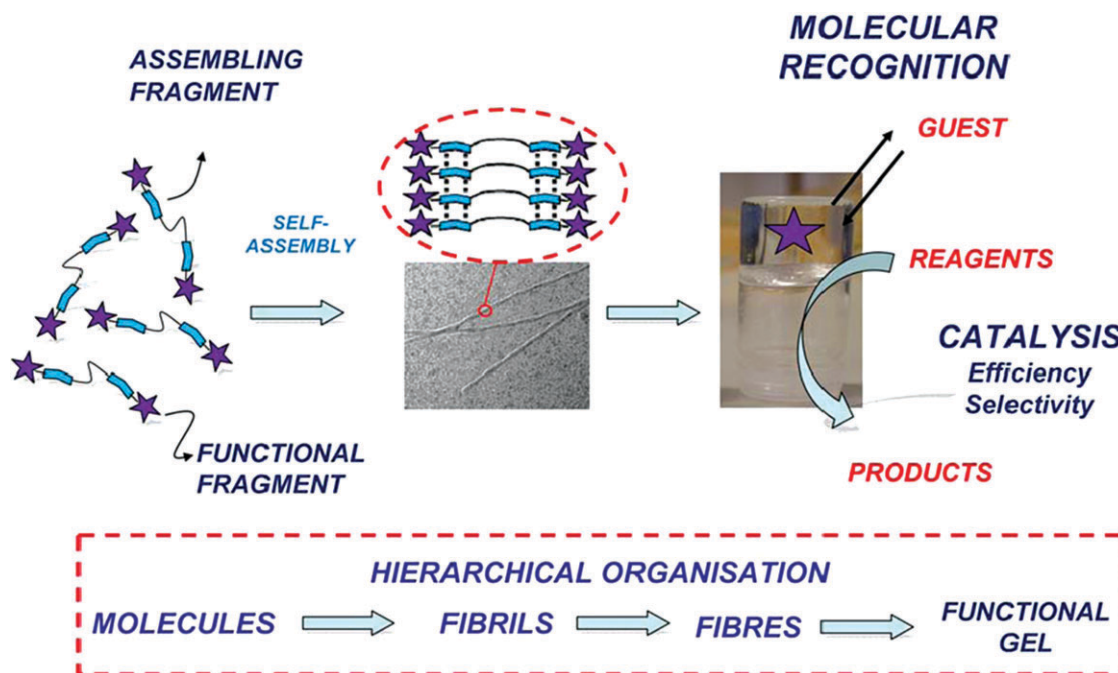 MOLECULAR
RECOGNITION
ASSEMBLING
FRAGMENT
GUEST
SELF-
ASSEMBLY
REAGENTS
CATALYSIS
Efficiency
Selectivity
FUNCTIONAL
FRAGMENT
PRODUCTS
HIERARCHICAL ORGANISATION
MOLECULES
FIBRILS
FIBRES
FUNCTIONAL
GEL